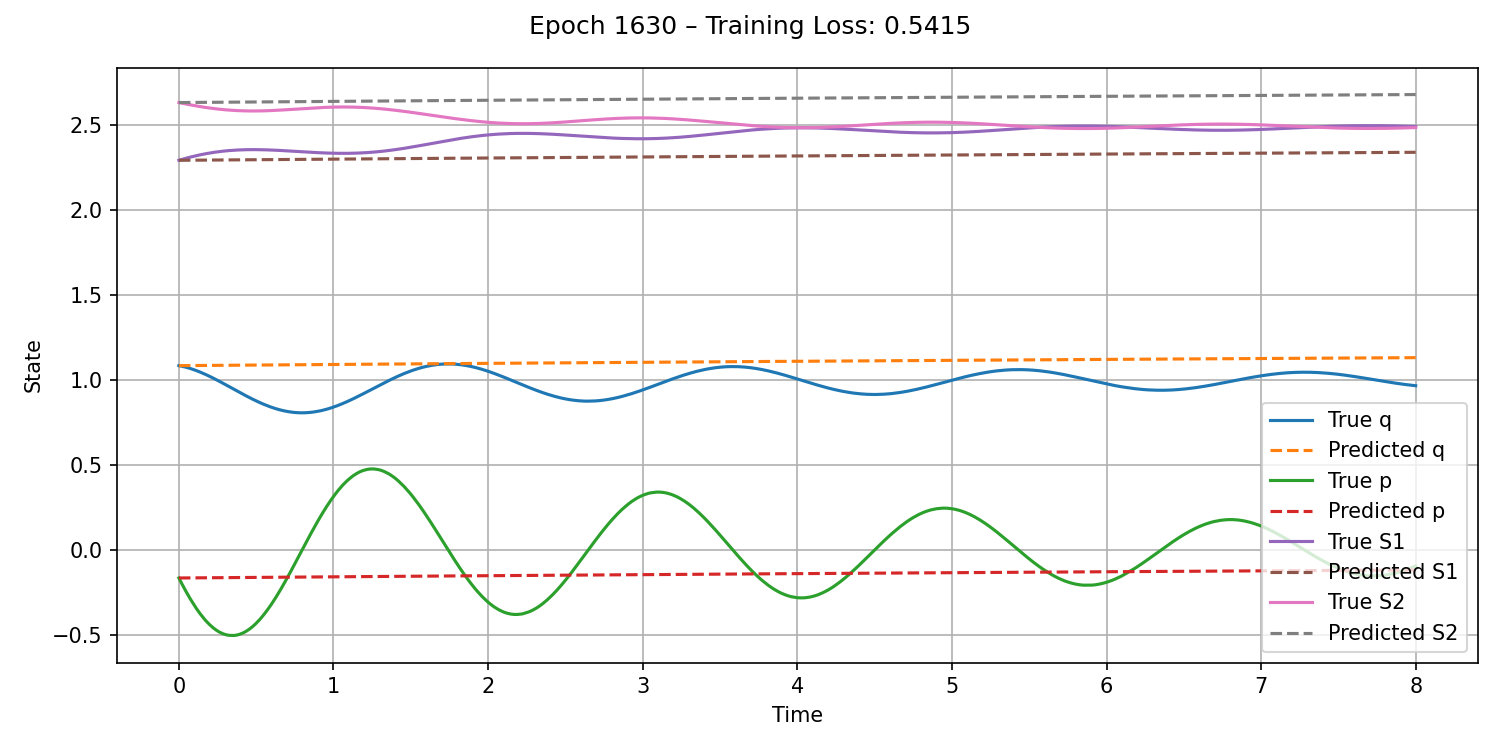 Epoch 1630 – Training Loss: 0.5415
State
2.5
2.0
1.5
1.0
0.5
0.0
−0.5
0 1 2 3 4 5 6 7 8
Time
True q
Predicted q
True p
Predicted p
True S1
Predicted S1
True S2
Predicted S2